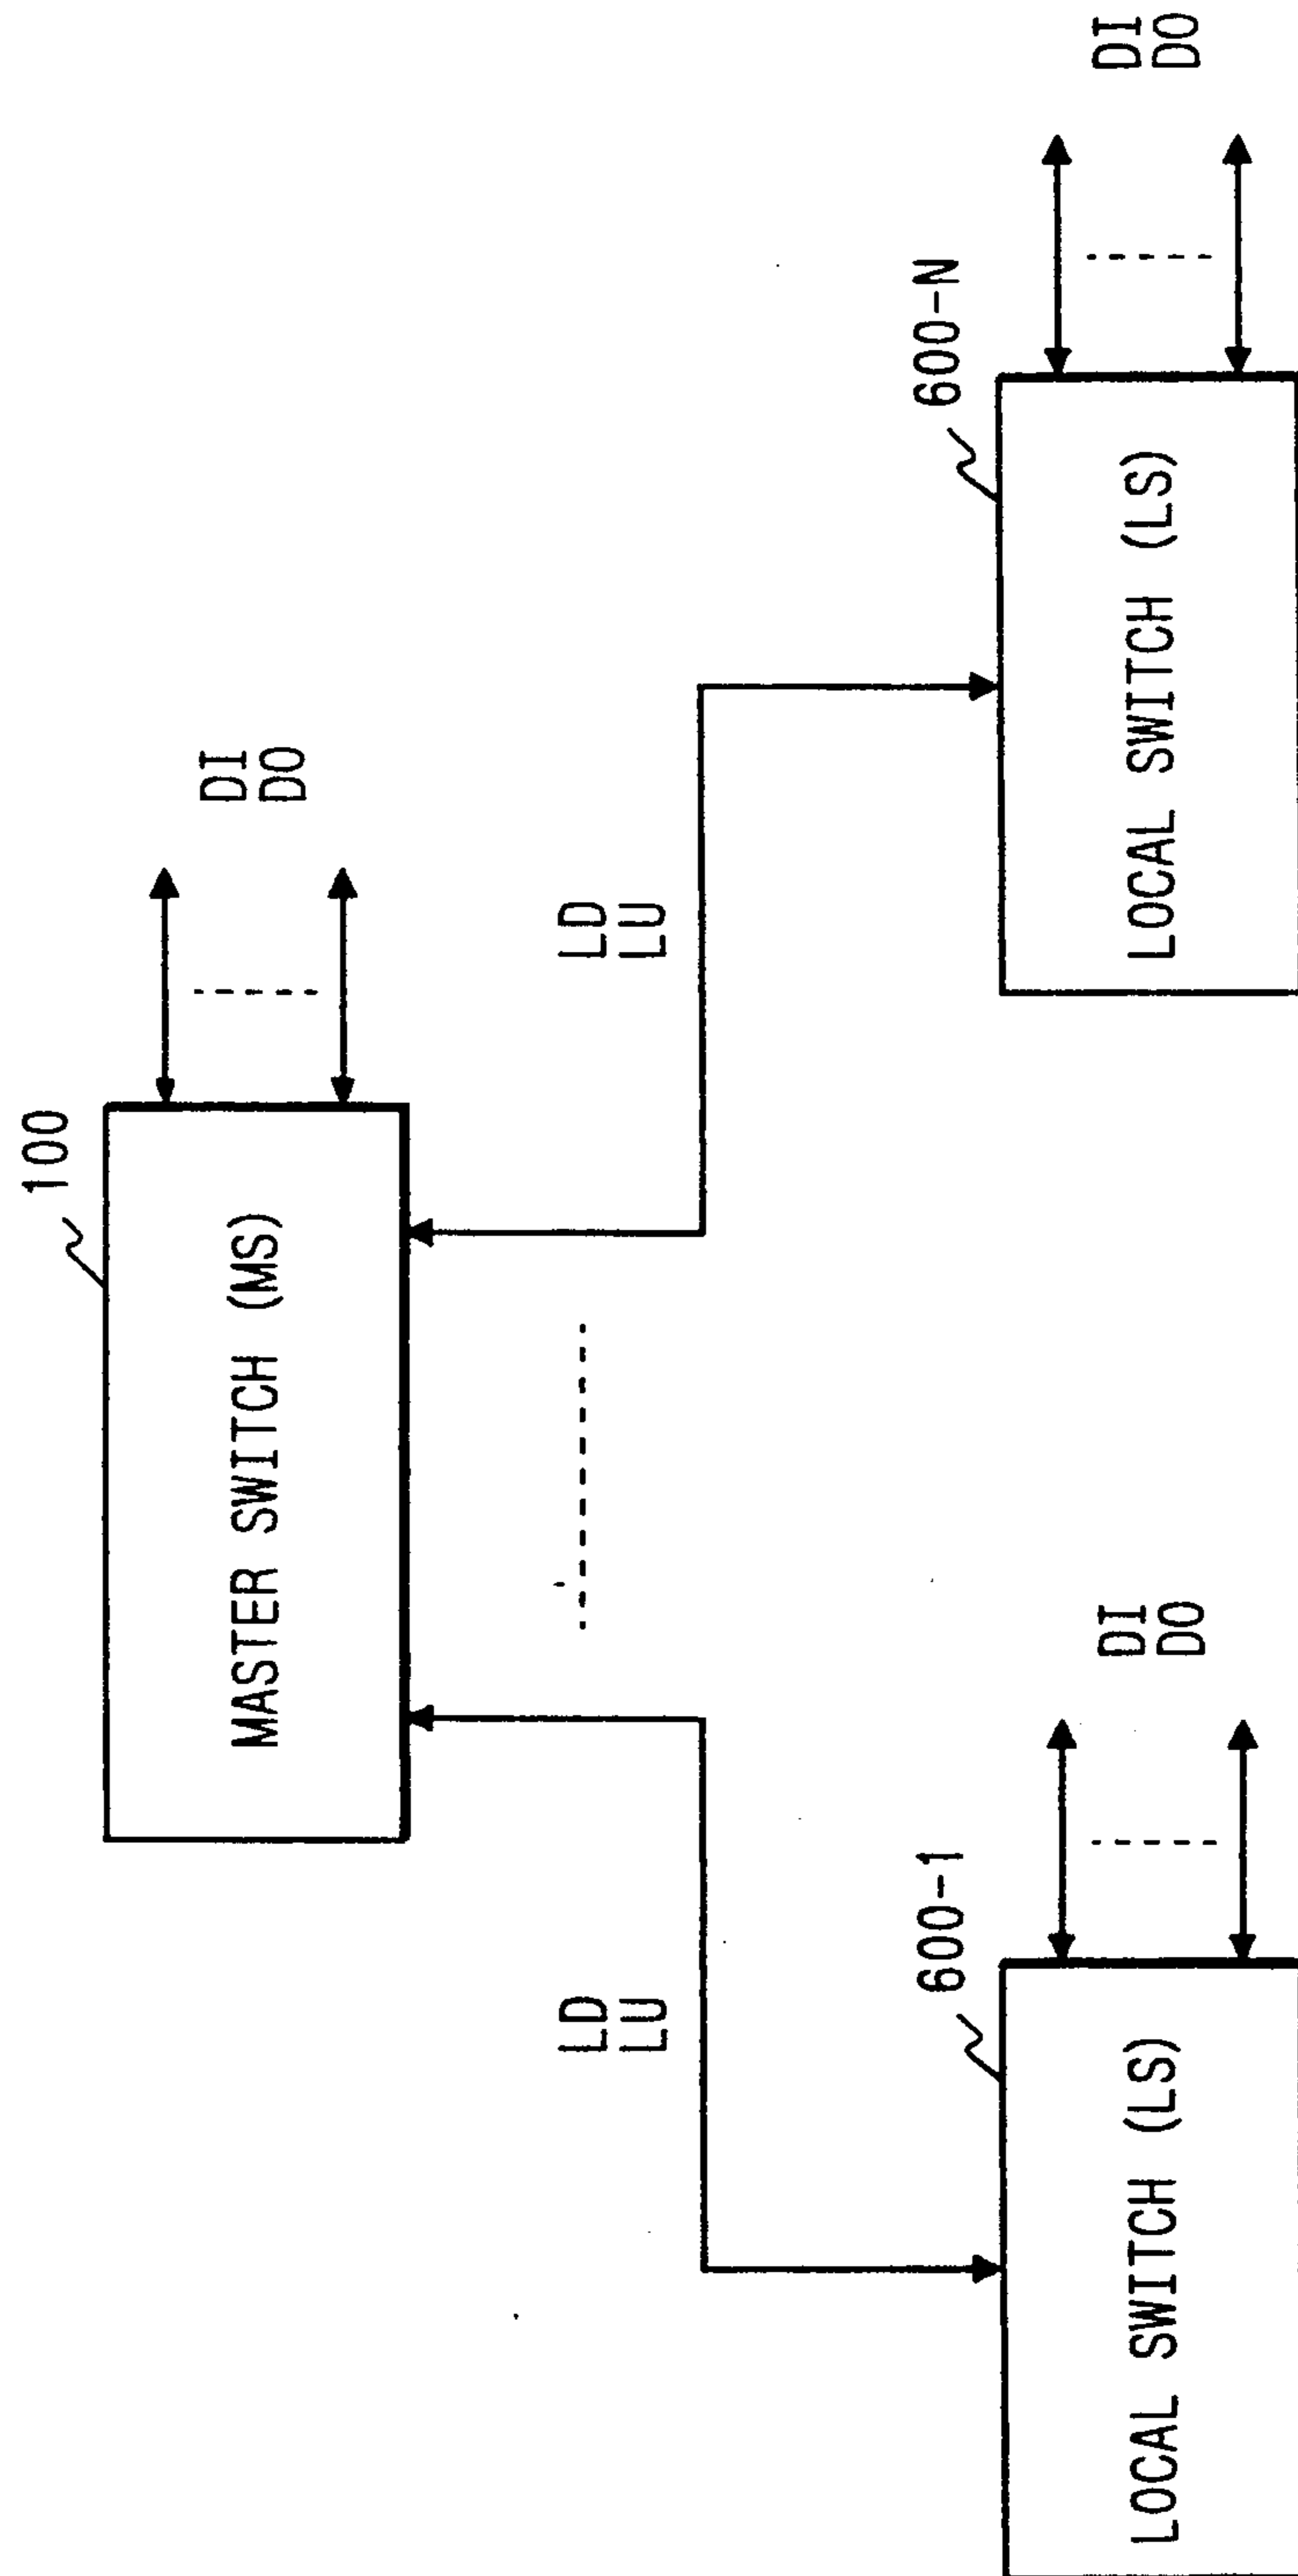 100
MASTER SWITCH (MS)
DI
DO
LD
LU
LD
LU
600-1
LOCAL SWITCH (LS)
DI
DO
600-N
LOCAL SWITCH (LS)
DI
DO